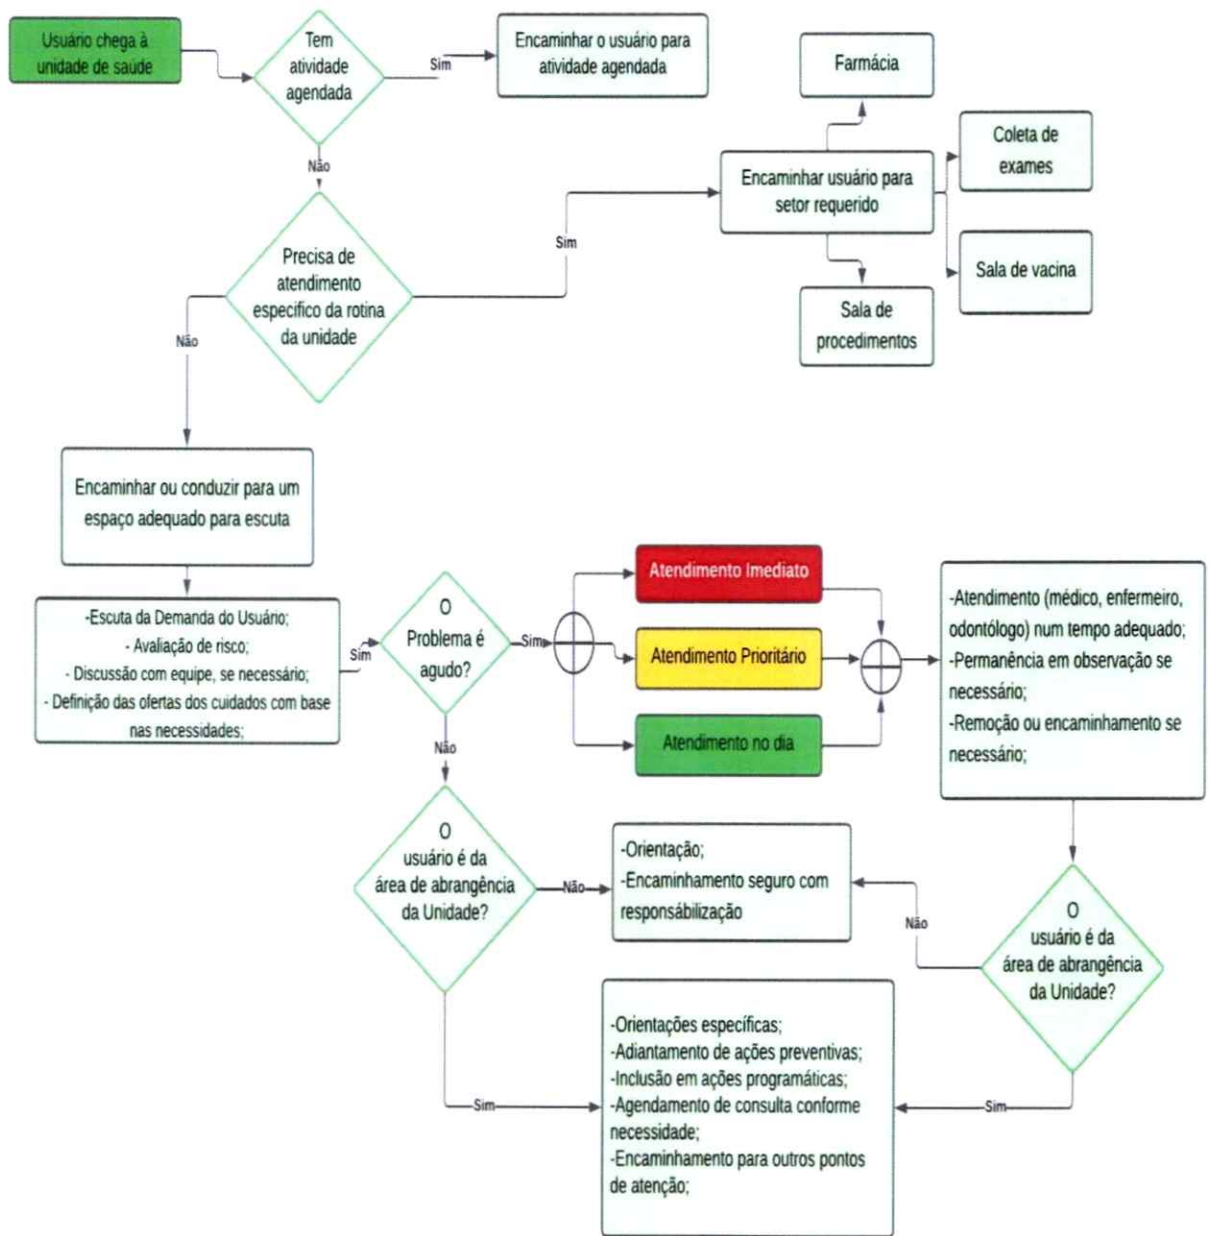 Usuário chega à
unidade de saúde
Tem
atividade
agendada
Sim
Encaminhar o usuário para
atividade agendada
Não
Precisa de
atendimento
especifico da rotina
da unidade
Sim
Encaminhar usuário para
setor requerido
Farmácia
Coleta de
exames
Sala de vacina
Sala de
procedimentos
Não
Encaminhar ou conduzir para um
espaço adequado para escuta
-Escuta da Demanda do Usuário;
- Avaliação de risco;
- Discussão com equipe, se necessário;
- Definição das ofertas dos cuidados com base
nas necessidades;
Sim
O
Problema é
agudo?
Sim
Atendimento Imediato
Atendimento Prioritário
Atendimento no dia
-Atendimento (médico, enfermeiro,
odontólogo) num tempo adequado;
-Permanência em observação se
necessário;
-Remoção ou encaminhamento se
necessário;
Não
O
usuário é da
área de abrangência
da Unidade?
Não
-Orientação;
-Encaminhamento seguro com
responsábilização
Não
O
usuário é da
área de abrangência
da Unidade?
Sim
-Orientações específicas;
-Adiantamento de ações preventivas;
-Inclusão em ações programáticas;
-Agendamento de consulta conforme
necessidade;
-Encaminhamento para outros pontos
de atenção;
Sim